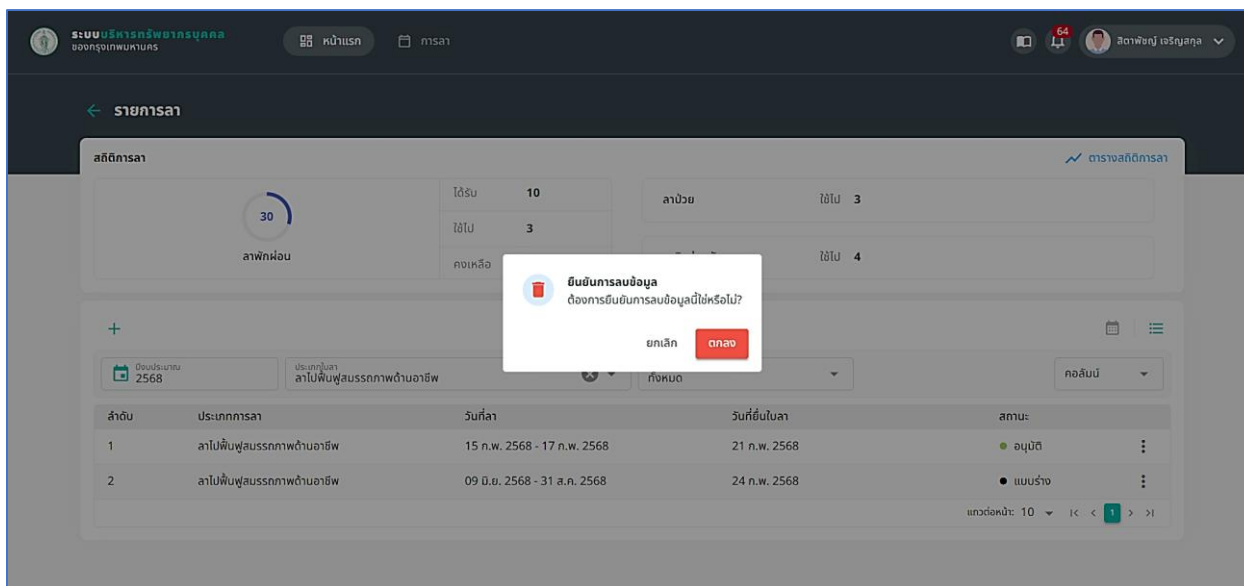 ระบบบริหารทรัพยากรบุคคล
ของกรุงเทพมหานคร
หน้าแรก
การลา
64
สิตาพัชญ์ เจริญสกุล
รายการลา
สถิติการลา
ตารางสถิติการลา
30
ลาพักผ่อน
ได้รับ 10
ใช้ไป 3
คงเหลือ
ลาป่วย ใช้ไป 3
ใช้ไป 4
ยืนยันการลบข้อมูล
ต้องการยืนยันการลบข้อมูลนี้ใช่หรือไม่?
ยกเลิก ตกลง
ปีงบประมาณ
2568
ประเภทใบลา
ลาไปฟื้นฟูสมรรถภาพด้านอาชีพ
ทั้งหมด
คอลัมน์
ลำดับ ประเภทการลา วันที่ลา วันที่ยื่นใบลา สถานะ
1 ลาไปฟื้นฟูสมรรถภาพด้านอาชีพ 15 ก.พ. 2568 - 17 ก.พ. 2568 21 ก.พ. 2568 อนุมัติ
2 ลาไปฟื้นฟูสมรรถภาพด้านอาชีพ 09 มิ.ย. 2568 - 31 ส.ค. 2568 24 ก.พ. 2568 แบบร่าง
แถวต่อหน้า: 10 1